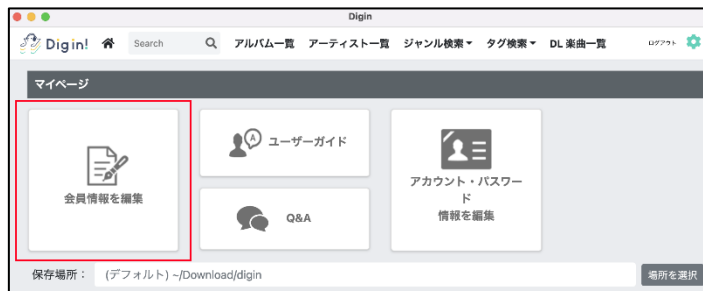 Digin
Digin! Search アルバム一覧 アーティスト一覧 ジャンル検索 タグ検索 DL 楽曲一覧 ログアウト
マイページ
会員情報を編集
A ユーザーガイド
Q&A
アカウント・パスワー
ド
情報を編集
保存場所： (デフォルト) ~/Download/digin 場所を選択